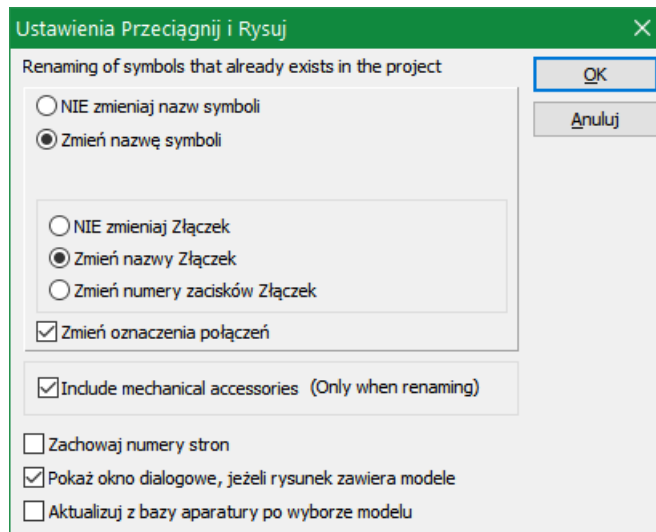 Ustawienia Przeciągnij i Rysuj
Renaming of symbols that already exists in the project
OK
NIE zmieniaj nazw symboli
Anuluj
Zmień nazwę symboli
NIE zmieniaj Złączek
Zmień nazwy Złączek
Zmień numery zacisków Złączek
Zmień oznaczenia połączeń
Include mechanical accessories (Only when renaming)
Zachowaj numery stron
Pokaż okno dialogowe, jeżeli rysunek zawiera modele
Aktualizuj z bazy aparatury po wyborze modelu